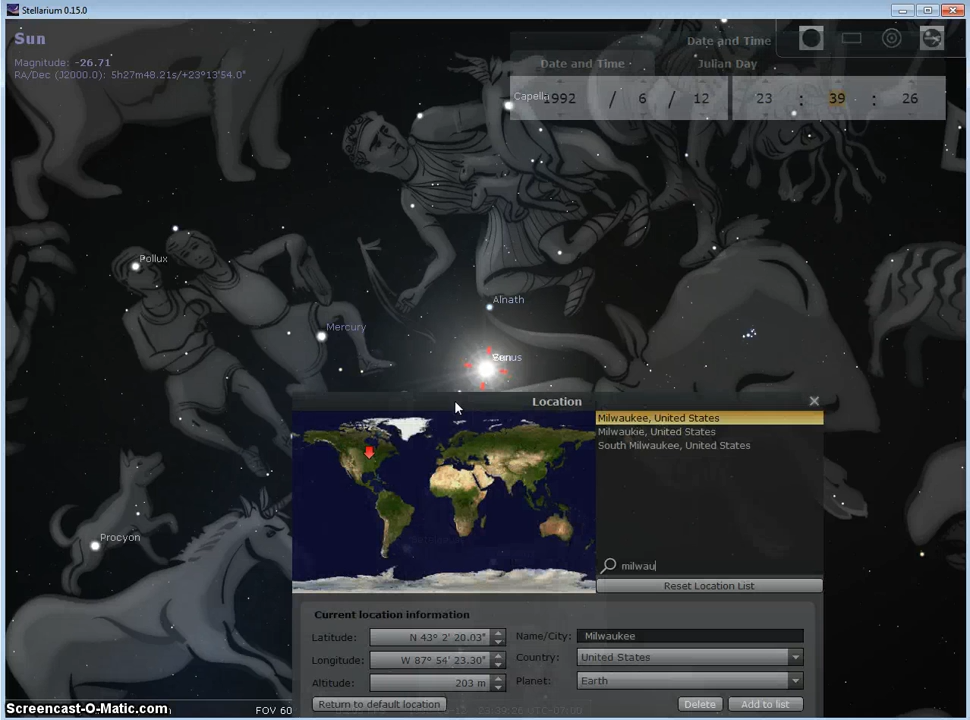 Stellarium 0.15.0
Sun
Magnitude: -26.71
RA/Dec (J2000.0): 5h27m48.21s/+23°13'54.0"
Date and Time
Date and Time
Julian Day
1992 / 6 / 12 23 : 39 : 26
Capella
Pollux
Mercury
Alnath
Procyon
Location
Milwaukee, United States
Milwaukie, United States
South Milwaukee, United States
milwau
Reset Location List
Current location information
Latitude: N 43° 2' 20.03"
Longitude: W 87° 54' 23.30"
Altitude: 203 m
Name/City: Milwaukee
Country: United States
Planet: Earth
Return to default location
Delete
Add to list
Screencast-O-Matic.com
FOV 60